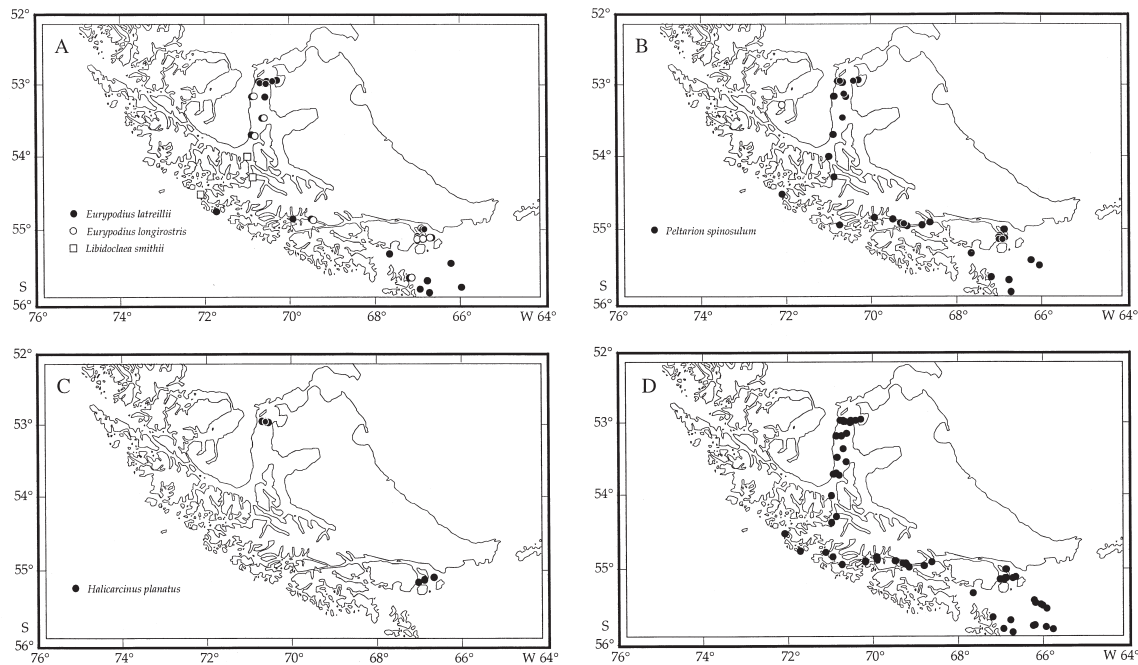 52°
53°
54°
55°
S
56°
76°
74°
72°
70°
68°
66°
W 64°
A
Eurypodius latreillii
Eurypodius longirostris
Libidoclaea smithii
52°
53°
54°
55°
S
56°
76°
74°
72°
70°
68°
66°
W 64°
B
Peltarion spinosulum
52°
53°
54°
55°
S
56°
76°
74°
72°
70°
68°
66°
W 64°
C
Halicarcinus planatus
52°
53°
54°
55°
S
56°
76°
74°
72°
70°
68°
66°
W 64°
D